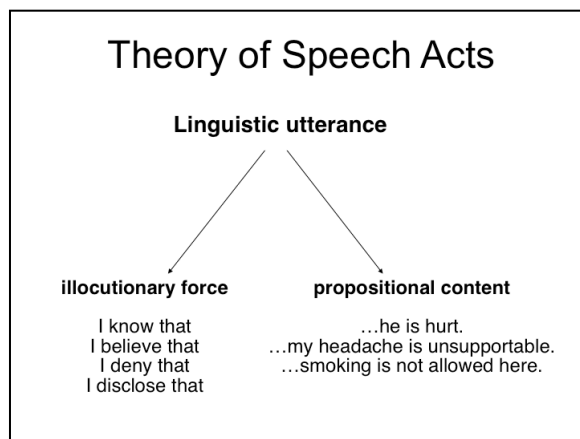 Theory of Speech Acts
Linguistic utterance
illocutionary force
I know that
I believe that
I deny that
I disclose that
propositional content
…he is hurt.
…my headache is unsupportable.
…smoking is not allowed here.